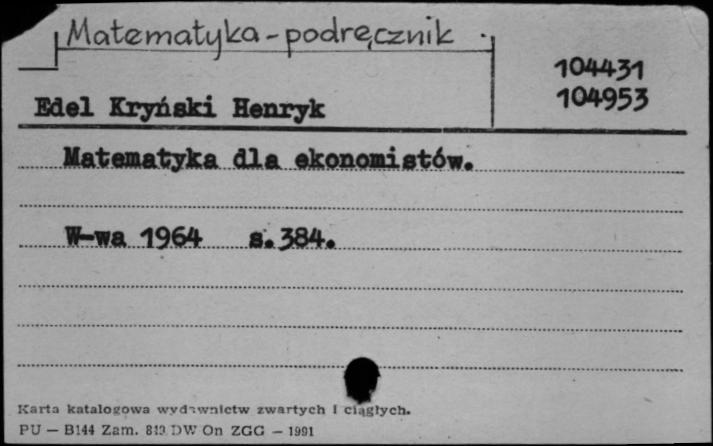 Matematyka - podręcznik
104431
104953
Edel Kryński Henryk
Matematyka dla ekonomistów.
W-wa 1964 s. 384.
Karta katalogowa wydawnictw zwartych i ciągłych.
PU — B144 Zam. DW On ZGG — 1991